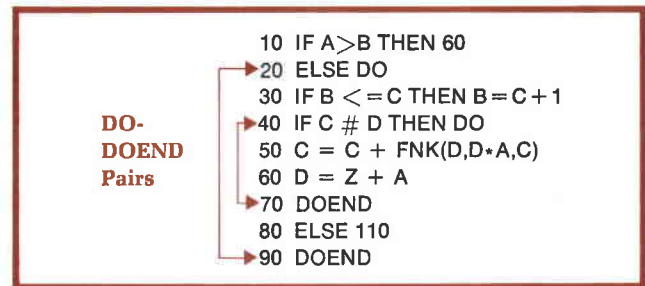 10 IF A>B THEN 60
20 ELSE DO
30 IF B <=C THEN B=C+1
DO-
DOEND
Pairs
40 IF C # D THEN DO
50 C = C + FNK(D,D*A,C)
60 D = Z + A
70 DOEND
80 ELSE 110
90 DOEND